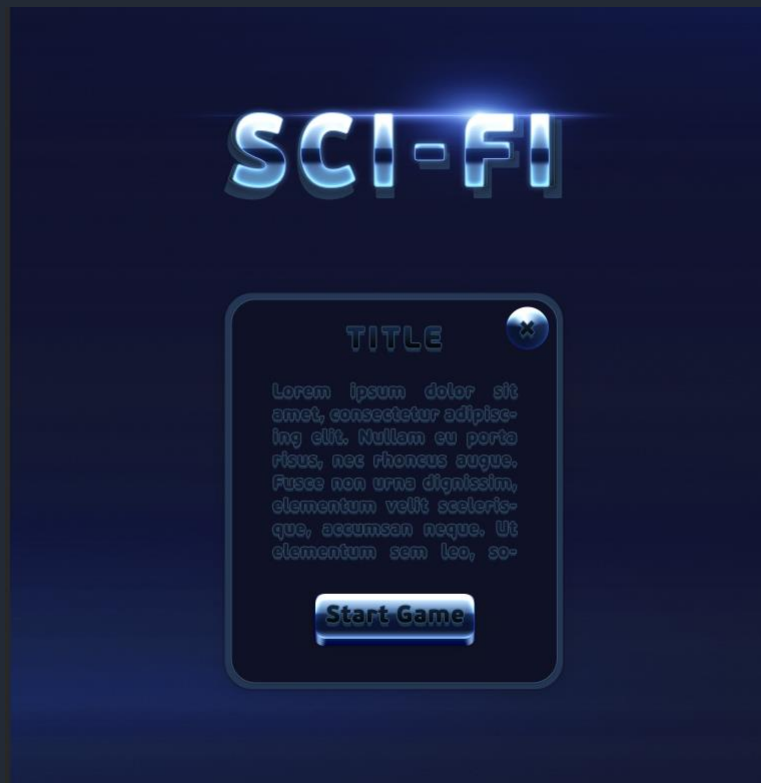 SCI-FI
TITLE
Lorem ipsum dolor sit
amet, consectetur adipisc-
ing elit. Nullam eu porta
risus, nec rhoncus augue.
Fusce non urna dignissim,
elementum velit sceleris-
que, accumsan neque. Ut
elementum sem leo, so-
Start Game